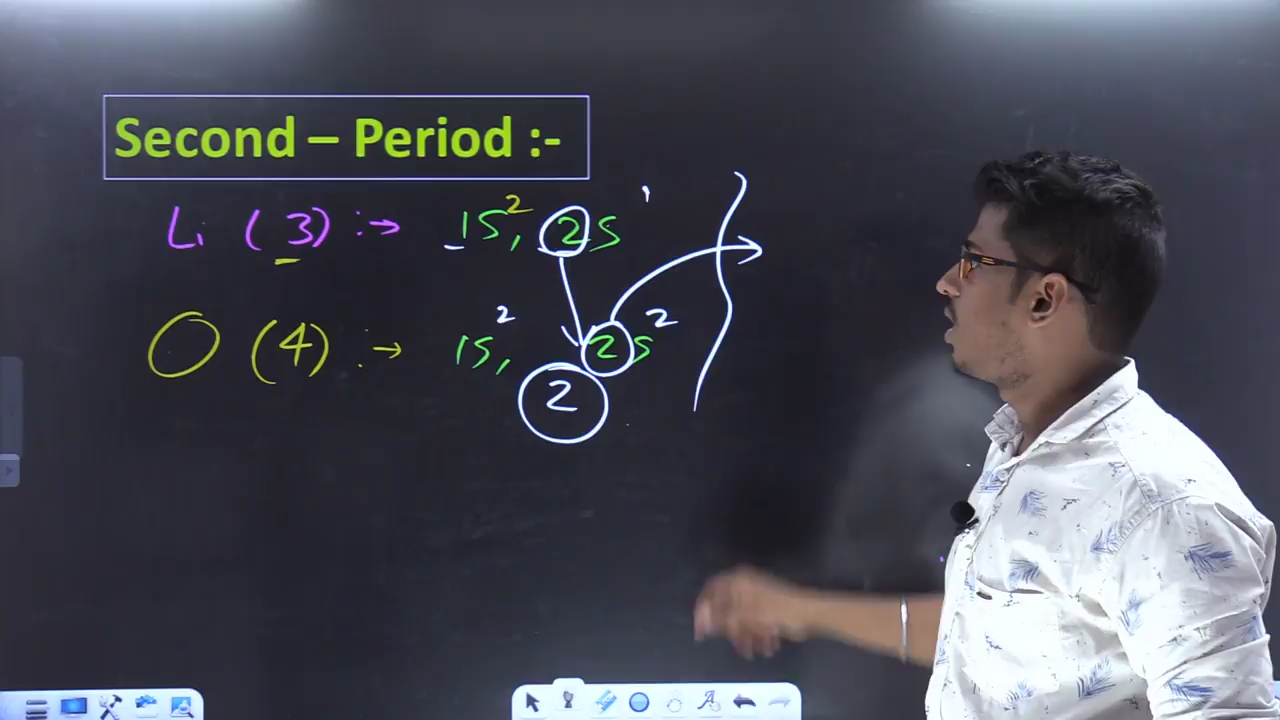 Second – Period :-
Li (3) :→ 1s², 2s¹
O (4) :→ 1s², 2s²
2